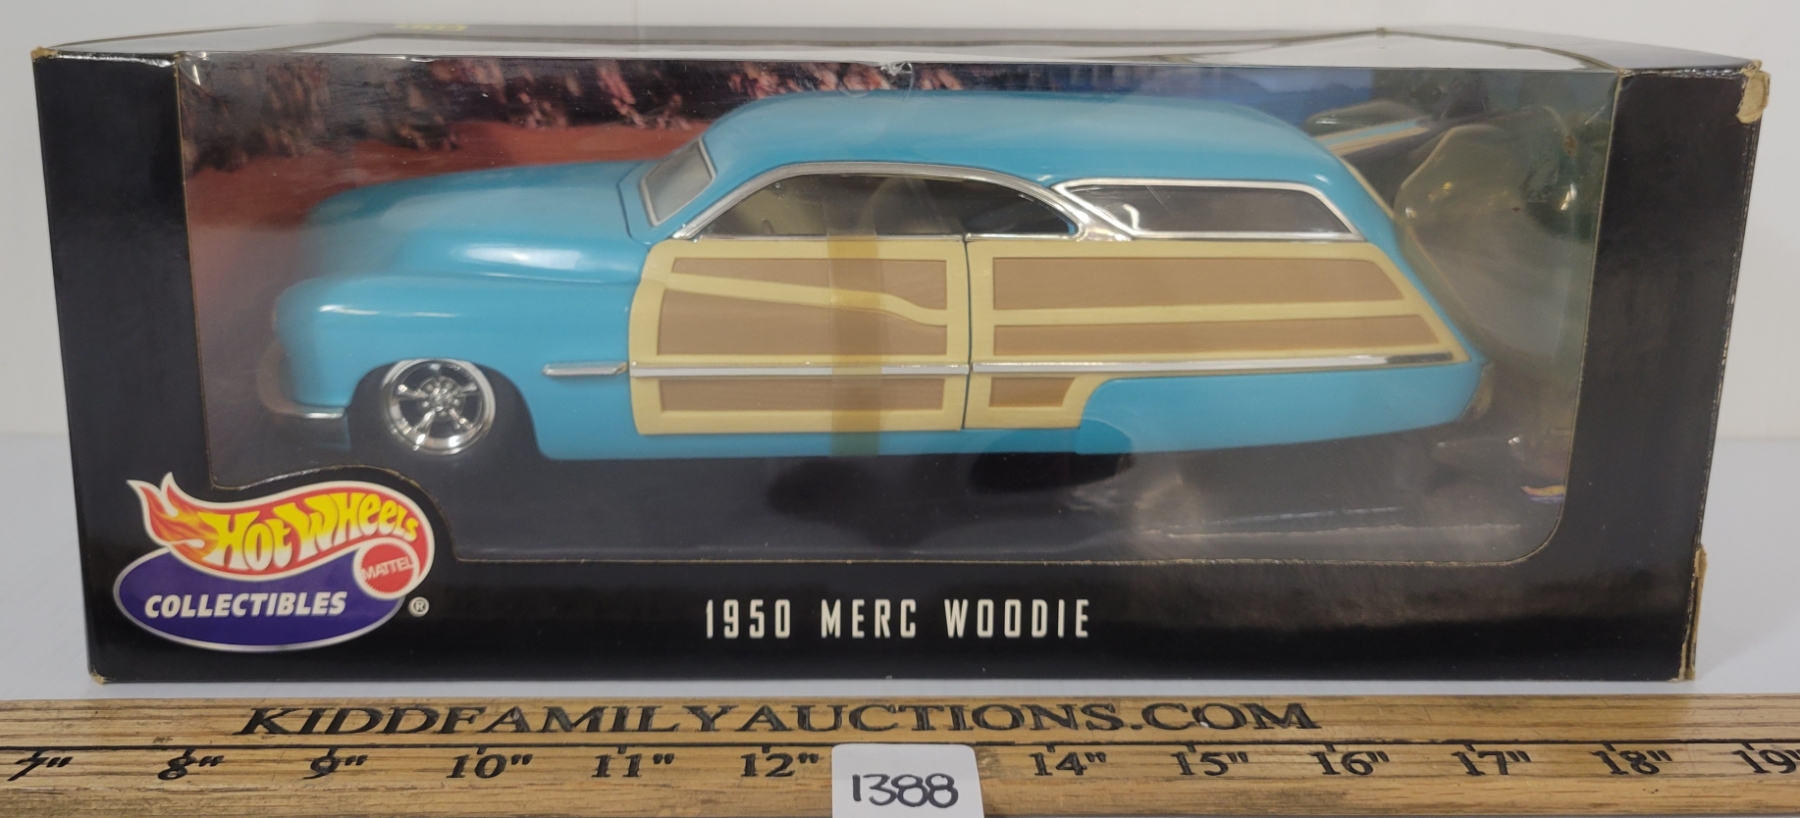 HOT WHEELS
MATTEL
COLLECTIBLES ®
1950 MERC WOODIE
KIDDFAMILYAUCTIONS.COM
7" 8" 9" 10" 11" 12" 14" 15" 16" 17" 18" 19"
1388